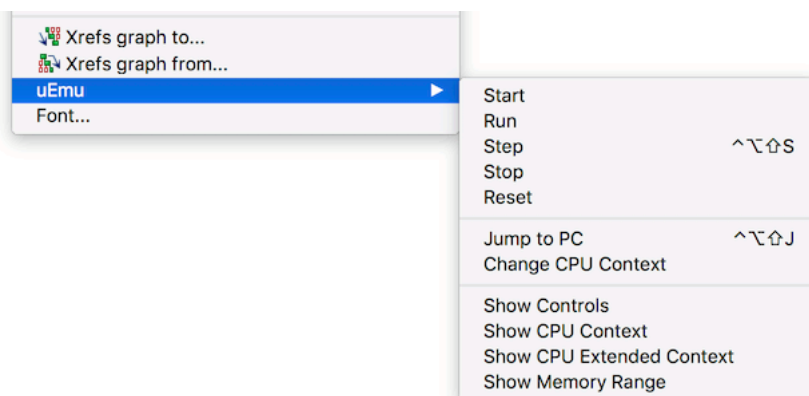 Xrefs graph to...
Xrefs graph from...
uEmu
Font...
Start
Run
Step ^⌥⇧S
Stop
Reset
Jump to PC ^⌥⇧J
Change CPU Context
Show Controls
Show CPU Context
Show CPU Extended Context
Show Memory Range